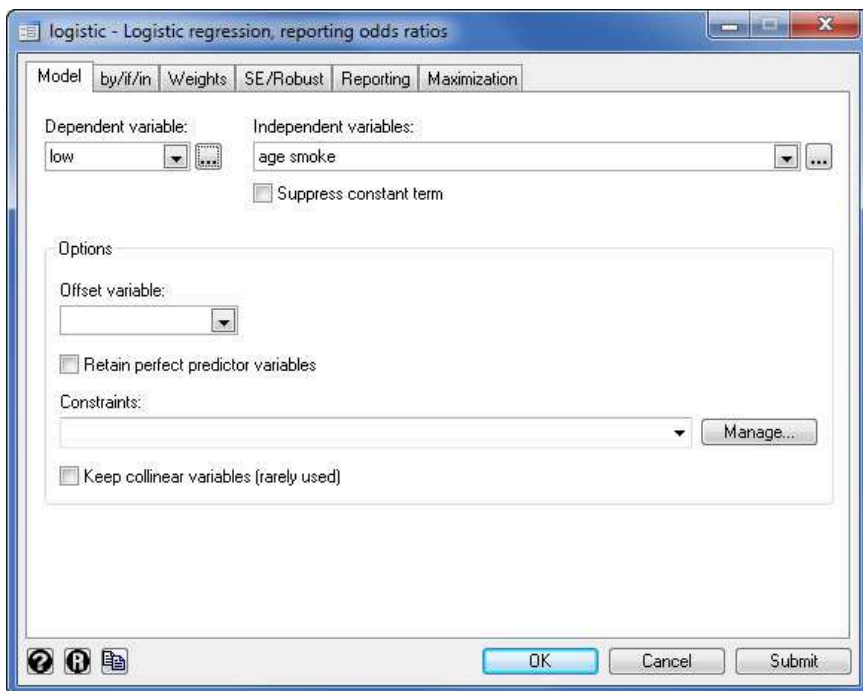 logistic - Logistic regression, reporting odds ratios
Model by/if/in Weights SE/Robust Reporting Maximization
Dependent variable: Independent variables:
low ... age smoke ...
Suppress constant term
Options
Offset variable:
Retain perfect predictor variables
Constraints:
Manage...
Keep collinear variables (rarely used)
? R OK Cancel Submit